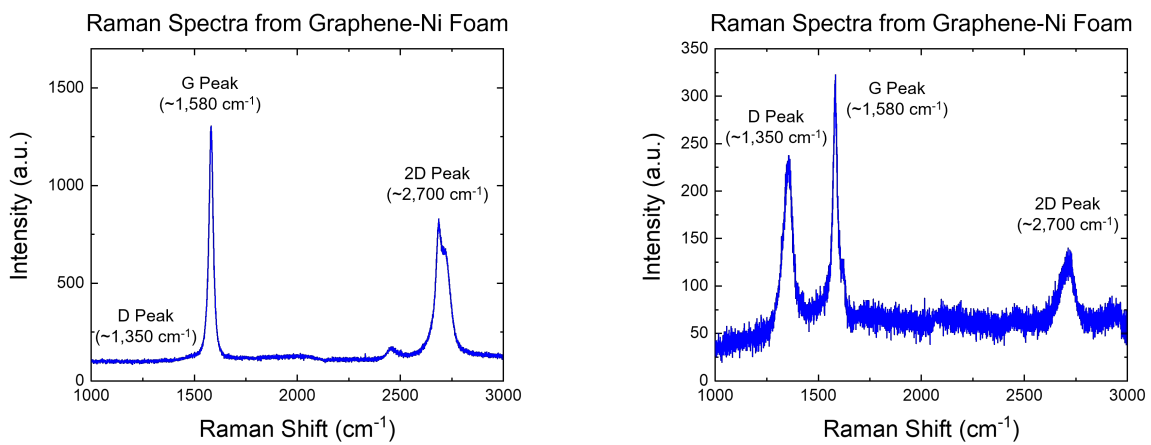 Raman Spectra from Graphene-Ni Foam
1500
1000
500
0
1000
1500
2000
2500
3000
Intensity (a.u.)
Raman Shift (cm-1)
G Peak
(~1,580 cm-1)
2D Peak
(~2,700 cm-1)
D Peak
(~1,350 cm-1)
Raman Spectra from Graphene-Ni Foam
350
300
250
200
150
100
50
0
1000
1500
2000
2500
3000
Intensity (a.u.)
Raman Shift (cm-1)
G Peak
(~1,580 cm-1)
D Peak
(~1,350 cm-1)
2D Peak
(~2,700 cm-1)